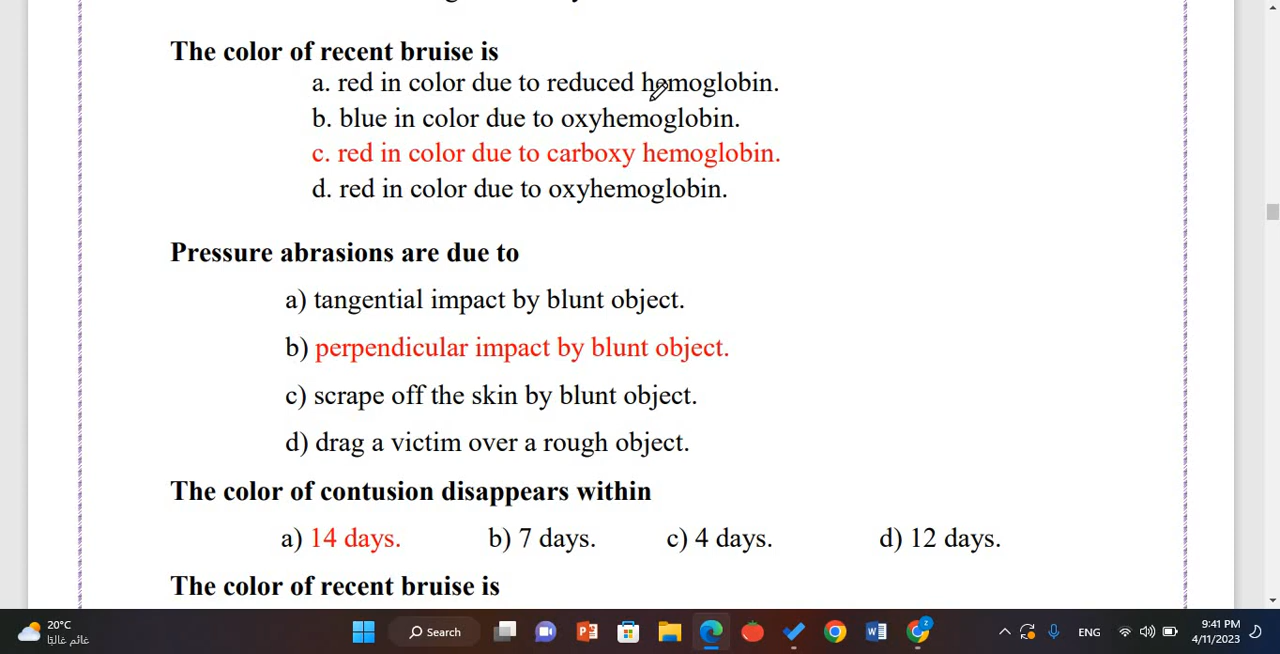 The color of recent bruise is
a. red in color due to reduced hemoglobin.
b. blue in color due to oxyhemoglobin.
c. red in color due to carboxy hemoglobin.
d. red in color due to oxyhemoglobin.
Pressure abrasions are due to
a) tangential impact by blunt object.
b) perpendicular impact by blunt object.
c) scrape off the skin by blunt object.
d) drag a victim over a rough object.
The color of contusion disappears within
a) 14 days. b) 7 days. c) 4 days. d) 12 days.
The color of recent bruise is
20°C
غائم غالبًا
Search
ENG
9:41 PM
4/11/2023